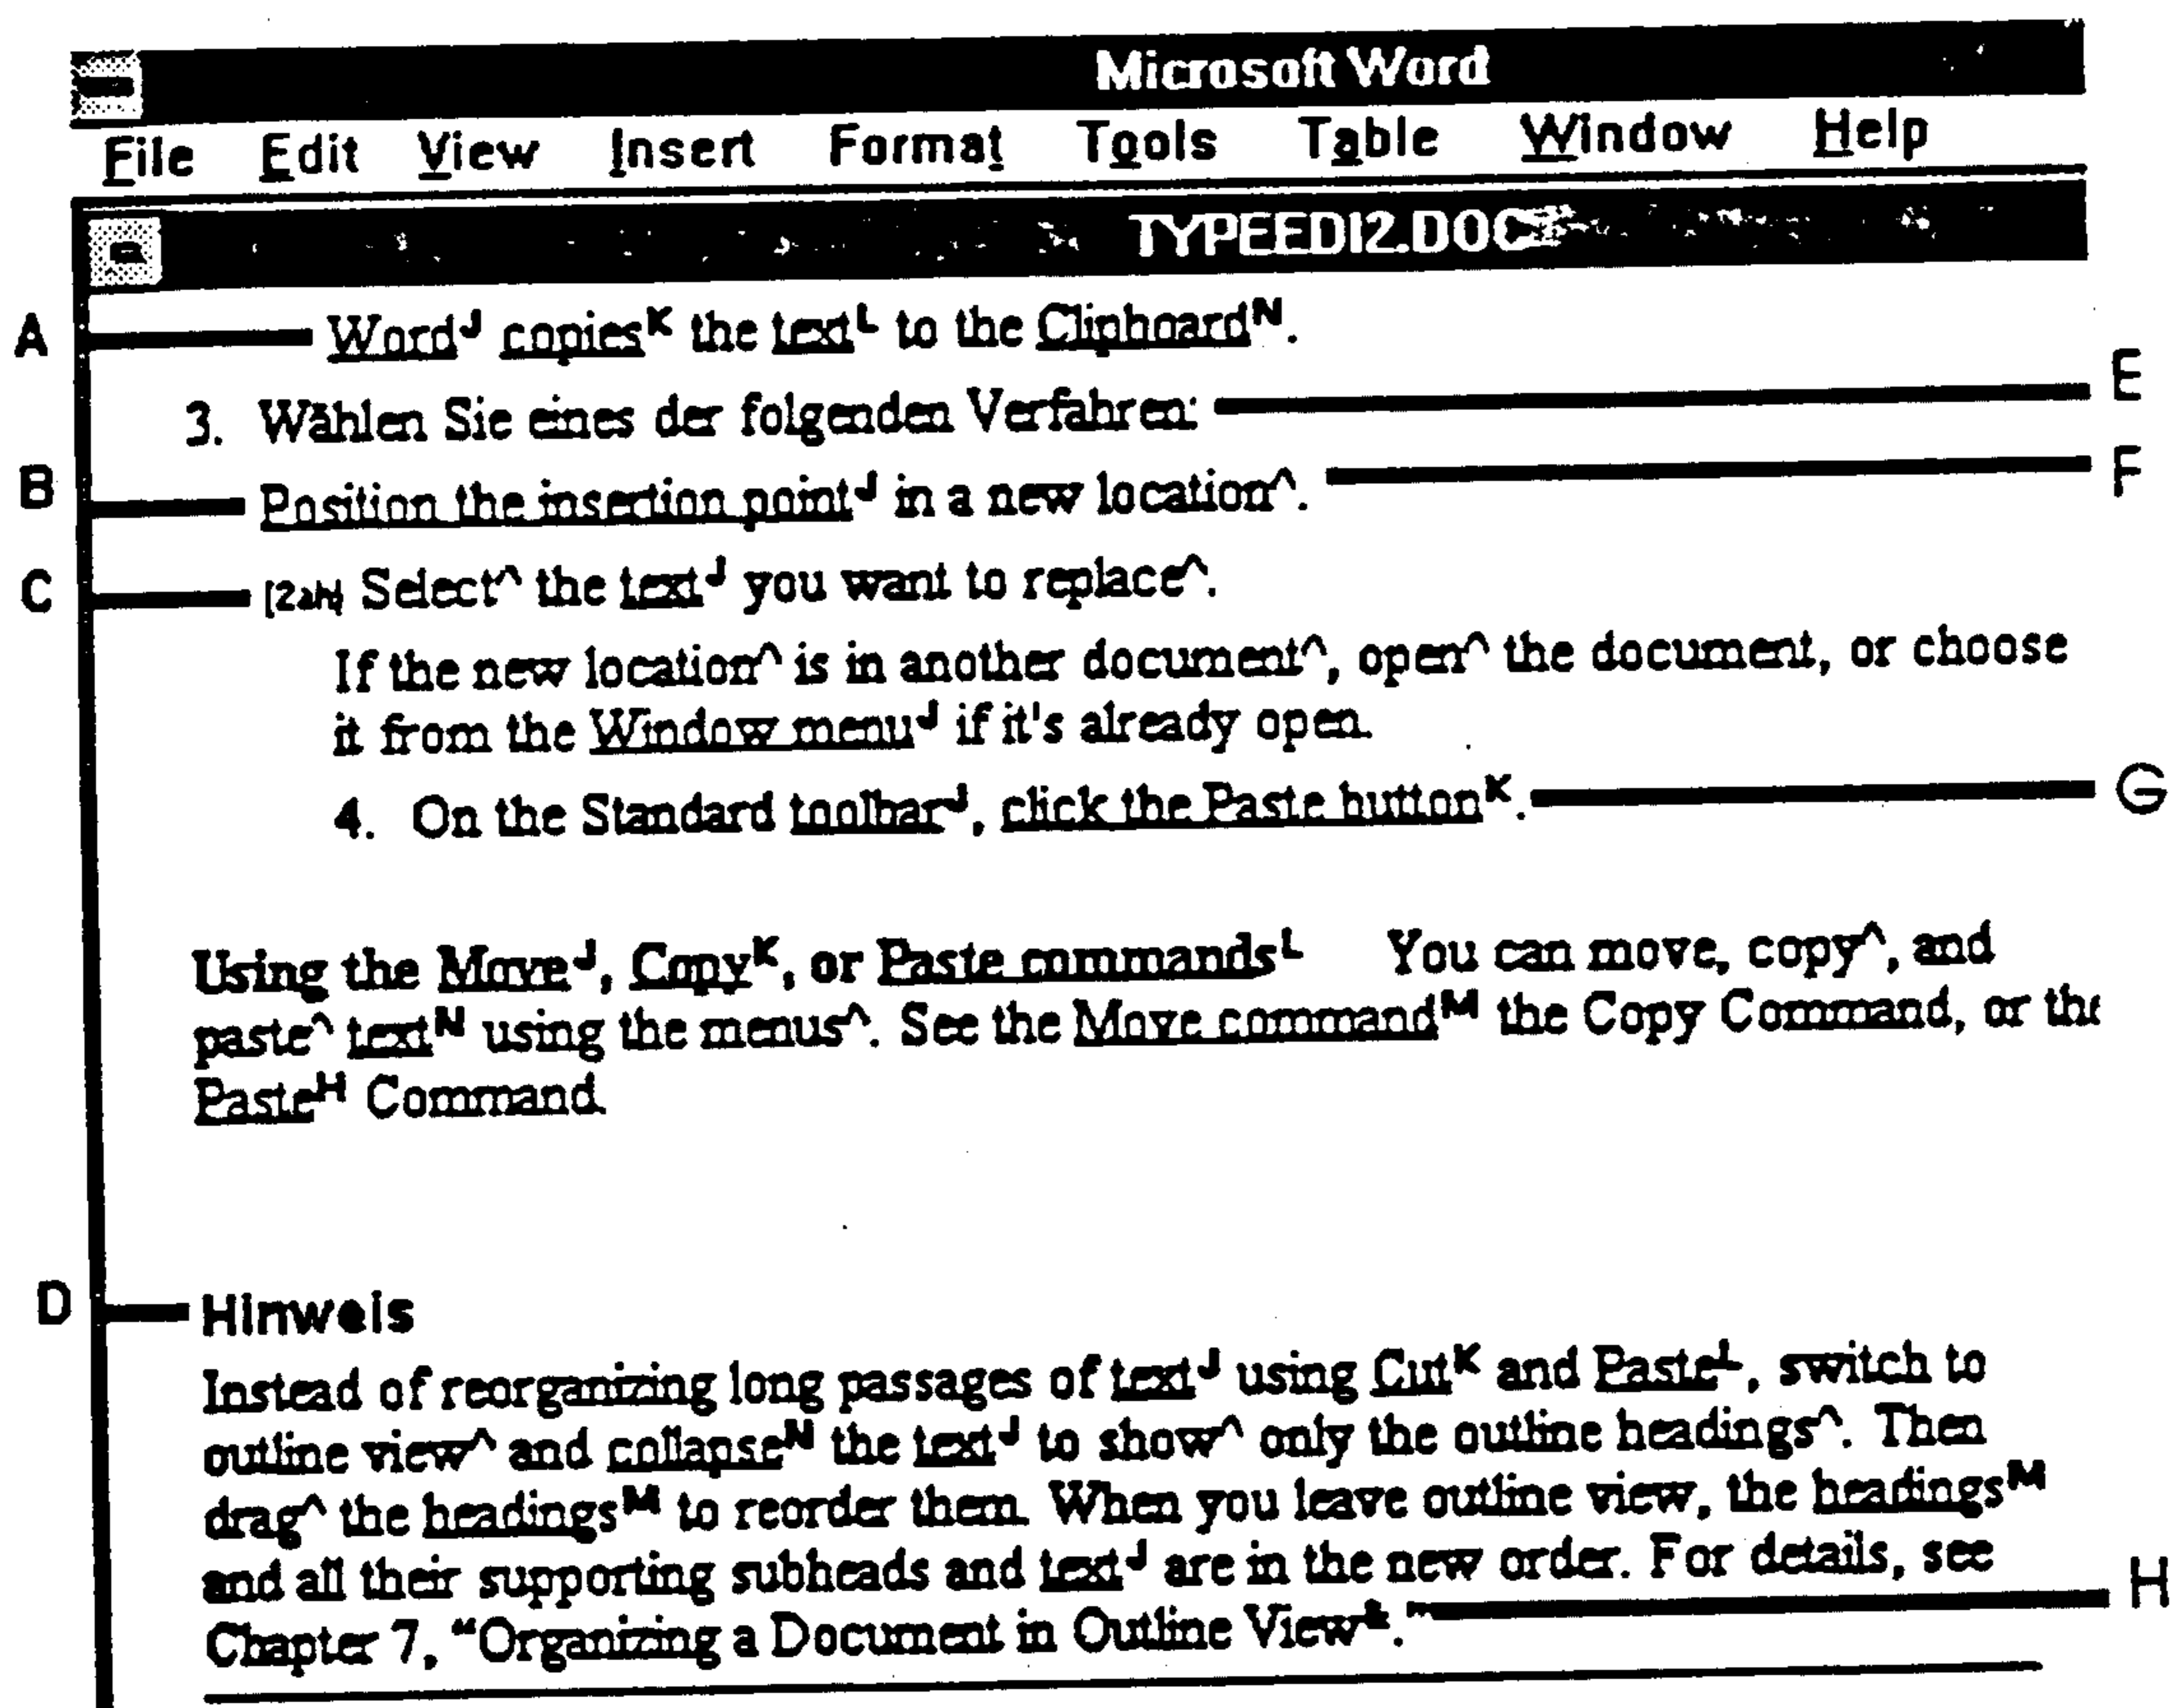 Microsoft Word
File Edit View Insert Format Tools Table Window Help
TYPEEDI2.DOC
A Word^J copies^K the text^L to the Clipboard^N.
3. Wählen Sie eines der folgenden Verfahren: E
B Position the insertion point^J in a new location^. F
C Select^ the text^J you want to replace^.
If the new location^ is in another document^, open^ the document, or choose
it from the Window menu^J if it's already open.
4. On the Standard toolbar^J, click the Paste button^K. G
Using the Move^J, Copy^K, or Paste commands^L You can move, copy^, and
paste^ text^N using the menus^. See the Move command^M the Copy Command, or the
Paste^H Command.
D Hinweis
Instead of reorganizing long passages of text^J using Cut^K and Paste^L, switch to
outline view^ and collapse^N the text^J to show^ only the outline headings^. Then
drag^ the headings^M to reorder them. When you leave outline view, the headings^M
and all their supporting subheads and text^J are in the new order. For details, see H
Chapter 7, "Organizing a Document in Outline View."